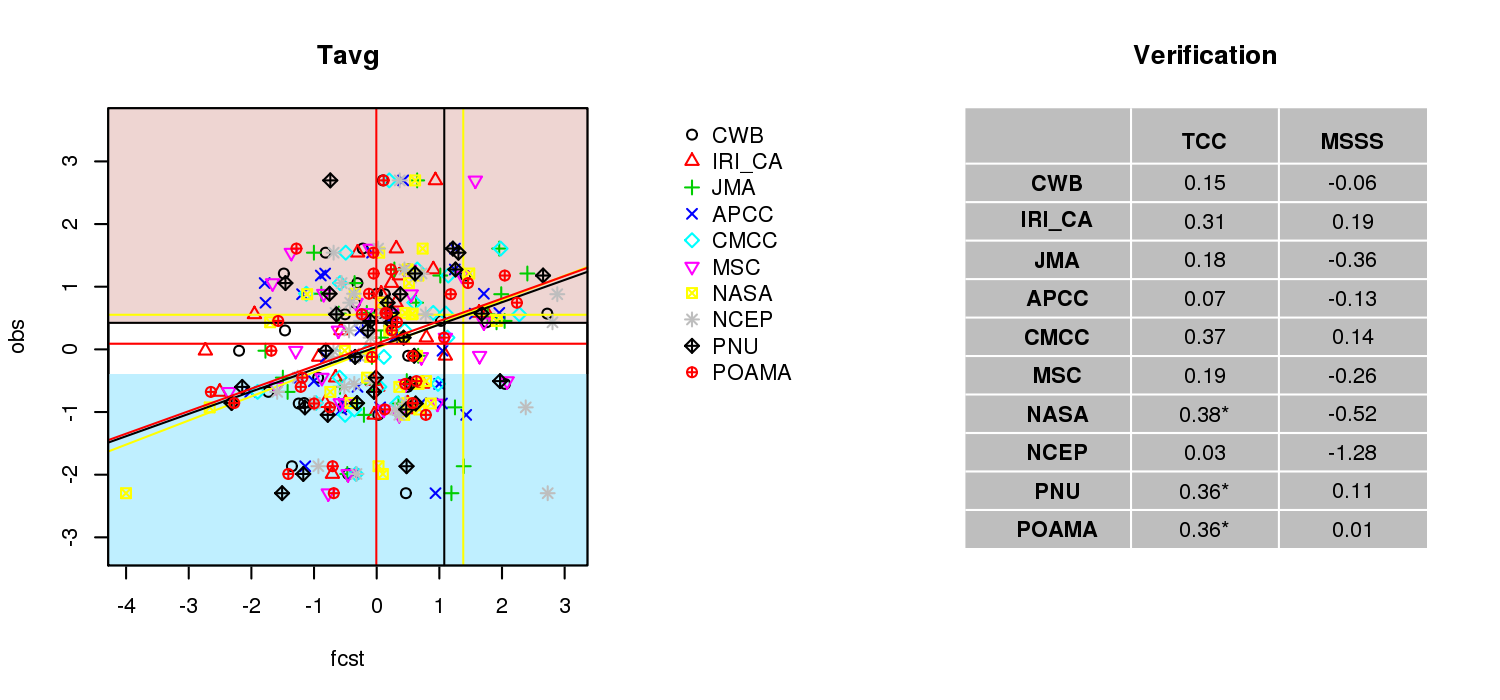 Tavg
obs
3
2
1
0
-1
-2
-3
-4 -3 -2 -1 0 1 2 3
fcst
CWB
IRI_CA
JMA
APCC
CMCC
MSC
NASA
NCEP
PNU
POAMA
Verification
TCC MSSS
CWB 0.15 -0.06
IRI_CA 0.31 0.19
JMA 0.18 -0.36
APCC 0.07 -0.13
CMCC 0.37 0.14
MSC 0.19 -0.26
NASA 0.38* -0.52
NCEP 0.03 -1.28
PNU 0.36* 0.11
POAMA 0.36* 0.01